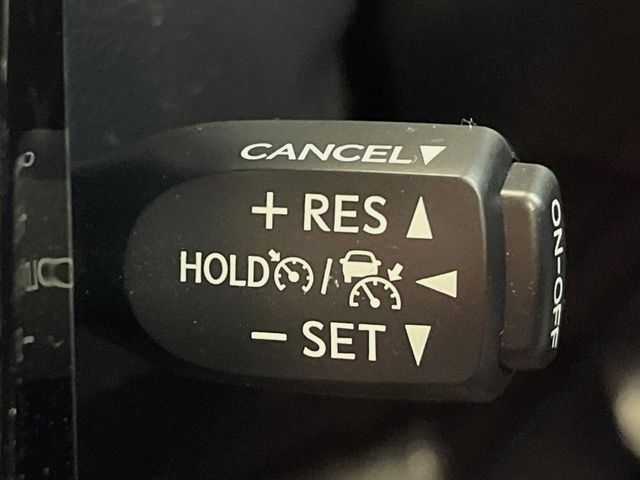 CANCEL▼
+ RES ▲
HOLD / ◀
− SET ▼
ON-OFF